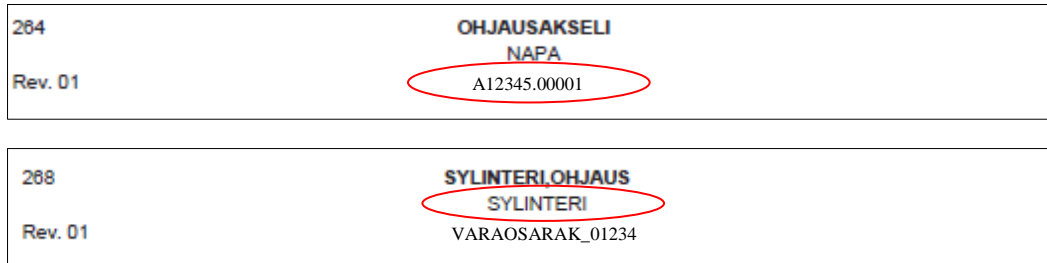 264
OHJAUSAKSELI
NAPA
Rev. 01
A12345.00001
268
SYLINTERI,OHJAUS
SYLINTERI
Rev. 01
VARAOSARAK_01234